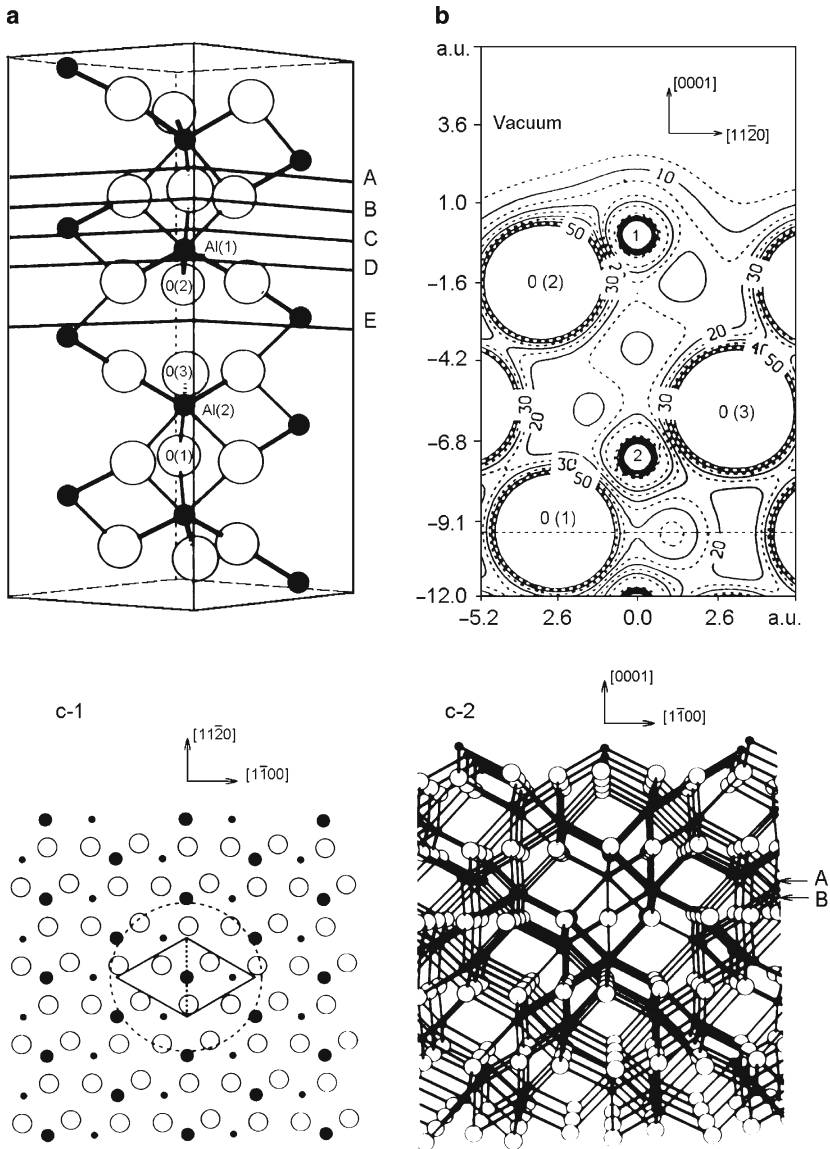 a
A
B
C
D
E
Al(1)
0(2)
0(3)
Al(2)
0(1)
b
a.u.
3.6
1.0
−1.6
−4.2
−6.8
−9.1
−12.0
−5.2
2.6
0.0
2.6
a.u.
Vacuum
[0001]
[112̅0]
10
50
1
30
0 (2)
30
20
40
50
30
20
30
0 (3)
2
30
50
0 (1)
20
c-1
[112̅0]
[11̅00]
c-2
[0001]
[11̅00]
A
B